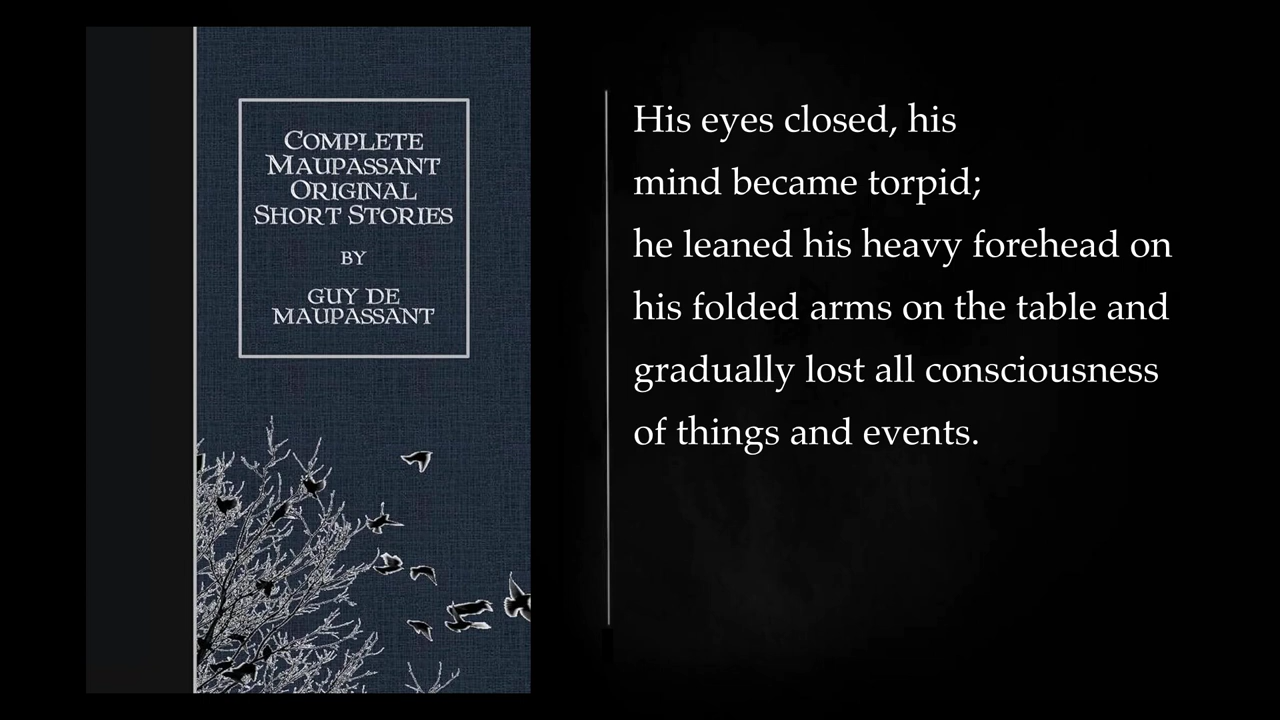 COMPLETE
MAUPASSANT
ORIGINAL
SHORT STORIES
BY
GUY DE
MAUPASSANT
His eyes closed, his
mind became torpid;
he leaned his heavy forehead on
his folded arms on the table and
gradually lost all consciousness
of things and events.